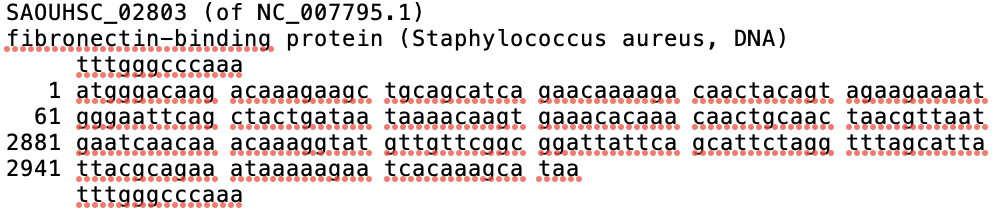 SAOUHSC_02803 (of NC_007795.1)
fibronectin-binding protein (Staphylococcus aureus, DNA)
tttgggcccaaa
1 atgggacaag acaaagaagc tgcagcatca gaacaaaaga caactacagt agaagaaaat
61 gggaattcag ctactgataa taaaacaagt gaaacacaaa caactgcaac taacgttaat
2881 gaatcaacaa acaaaggtat gttgttcggc ggattattca gcattctagg tttagcatta
2941 ttacgcagaa ataaaaagaa tcacaaagca taa
tttgggcccaaa